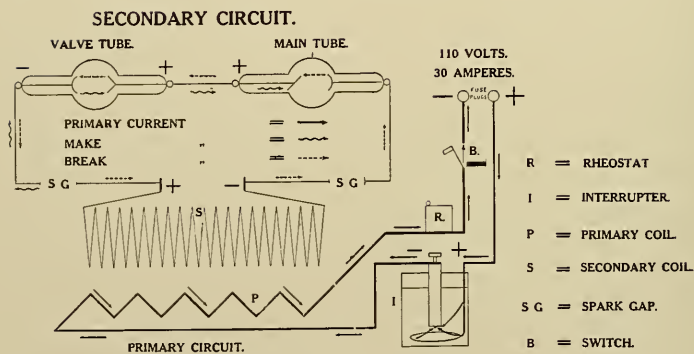 SECONDARY CIRCUIT.
VALVE TUBE.
MAIN TUBE.
110 VOLTS.
30 AMPERES.
− + + − +
FUSE
PLUGS
PRIMARY CURRENT =
MAKE " =
BREAK " =
B.
S G + − S G
S
R.
− +
P
I
PRIMARY CIRCUIT.
R = RHEOSTAT
I = INTERRUPTER.
P = PRIMARY COIL.
S = SECONDARY COIL.
S G = SPARK GAP.
B = SWITCH.